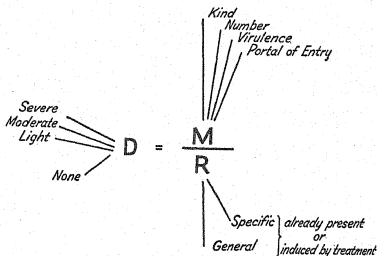 Kind
Number
Virulence
Portal of Entry
Severe
Moderate
Light
None
D = M
R
Specific } already present
or
General induced by treatment